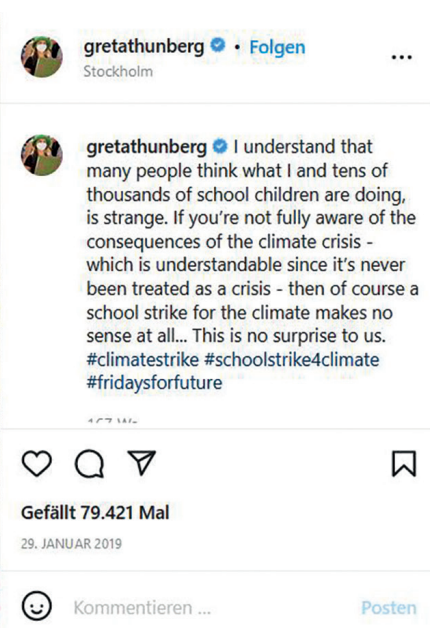 gretathunberg • Folgen
Stockholm
gretathunberg I understand that
many people think what I and tens of
thousands of school children are doing,
is strange. If you're not fully aware of the
consequences of the climate crisis -
which is understandable since it's never
been treated as a crisis - then of course a
school strike for the climate makes no
sense at all... This is no surprise to us.
#climatestrike #schoolstrike4climate
#fridaysforfuture
Gefällt 79.421 Mal
29. JANUAR 2019
Kommentieren ...
Posten